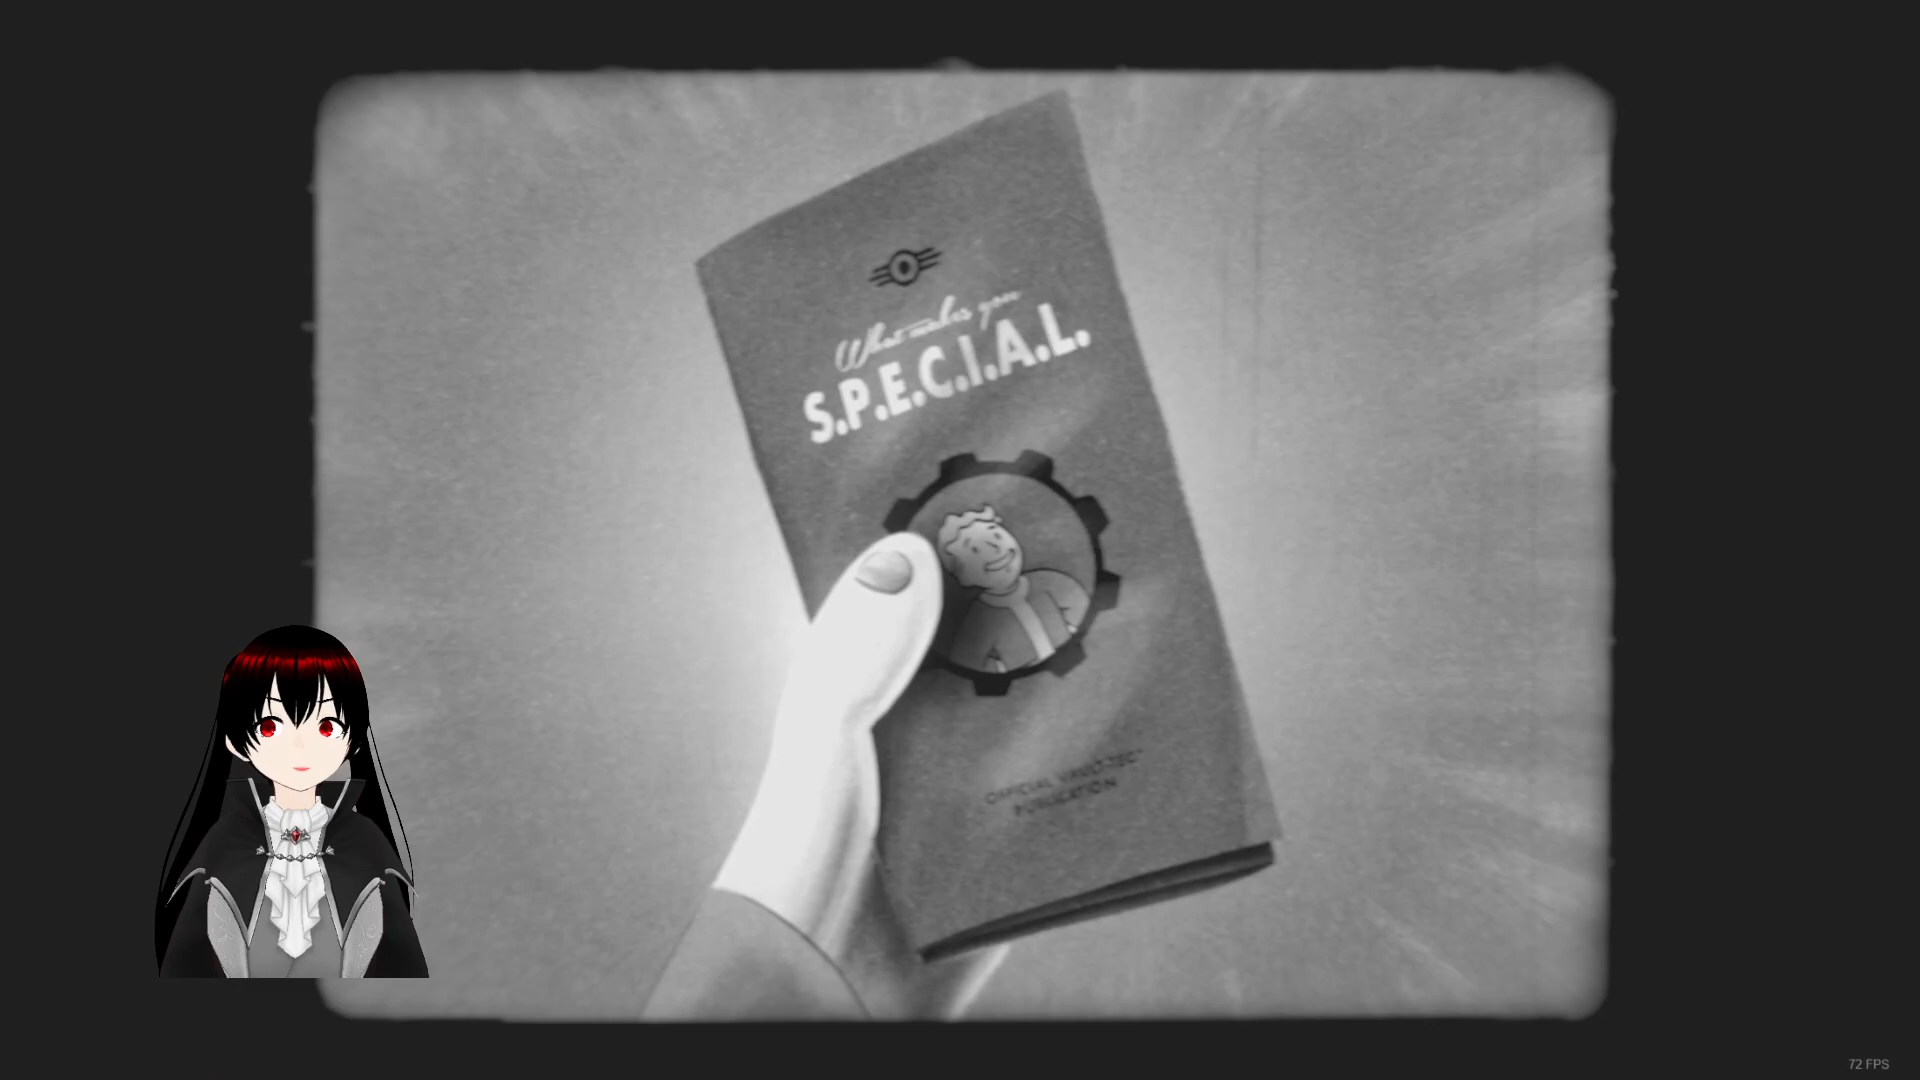 What makes you
S.P.E.C.I.A.L.
OFFICIAL VAULT-TEC
PUBLICATION
72 FPS